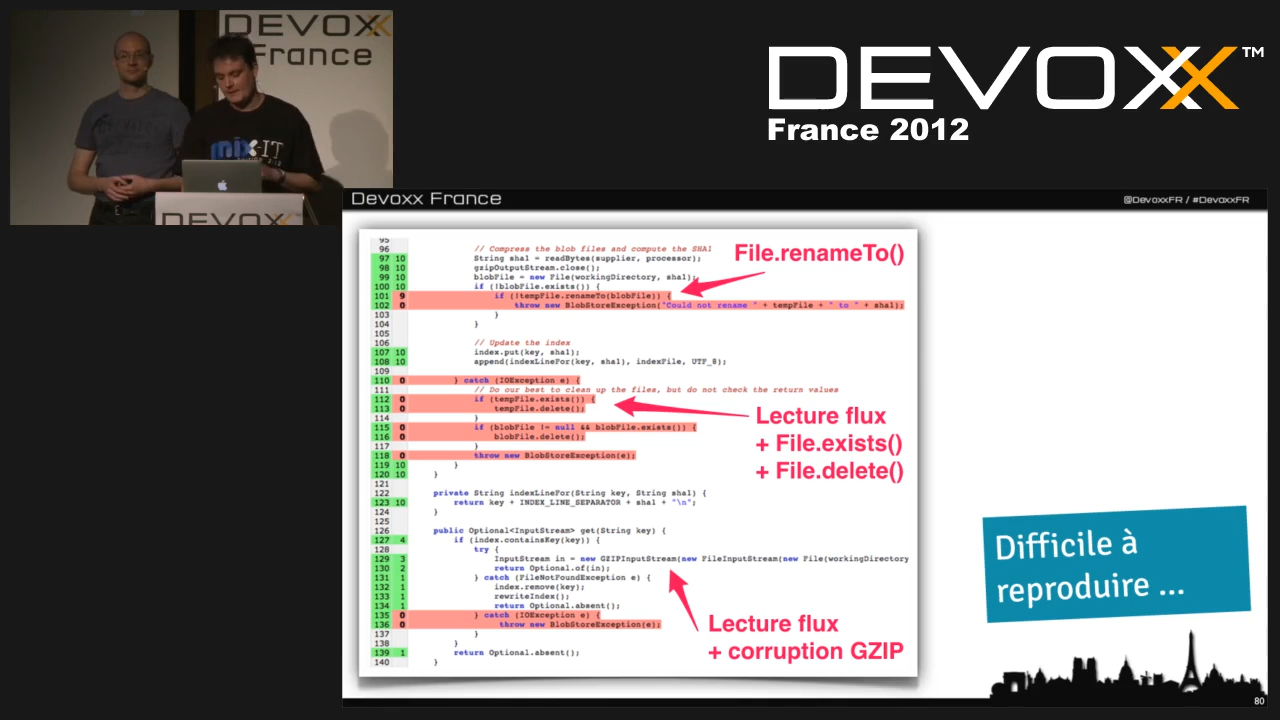 DEVOXX
France
mix-IT
DEVOXX
DEVOXX™
France 2012
Devoxx France
@DevoxxFR / #DevoxxFR
95
96 // Compress the blob files and compute the SHA1
97 10 String sha1 = readBytes(supplier, processor);
98 10 gzipOutputStream.close();
99 10 blobFile = new File(workingDirectory, sha1);
100 10 if (!blobFile.exists()) {
101 9 if (!tempFile.renameTo(blobFile)) {
102 0 throw new BlobStoreException("Could not rename " + tempFile + " to " + sha1);
103 }
104 }
105
106 // Update the index
107 10 index.put(key, sha1);
108 10 append(indexLineFor(key, sha1), indexFile, UTF_8);
109
110 0 } catch (IOException e) {
111 // Do our best to clean up the files, but do not check the return values
112 0 if (tempFile.exists()) {
113 0 tempFile.delete();
114 }
115 0 if (blobFile != null && blobFile.exists()) {
116 0 blobFile.delete();
117 }
118 0 throw new BlobStoreException(e);
119 10 }
120 10 }
121
122 private String indexLineFor(String key, String sha1) {
123 10 return key + INDEX_LINE_SEPARATOR + sha1 + "\n";
124 }
125
126 public Optional<InputStream> get(String key) {
127 4 if (index.containsKey(key)) {
128 try {
129 3 InputStream in = new GZIPInputStream(new FileInputStream(new File(workingDirectory
130 2 return Optional.of(in);
131 1 } catch (FileNotFoundException e) {
132 1 index.remove(key);
133 1 rewriteIndex();
134 1 return Optional.absent();
135 0 } catch (IOException e) {
136 0 throw new BlobStoreException(e);
137 }
138 }
139 1 return Optional.absent();
140 }
File.renameTo()
Lecture flux
+ File.exists()
+ File.delete()
Lecture flux
+ corruption GZIP
Difficile à
reproduire ...
80